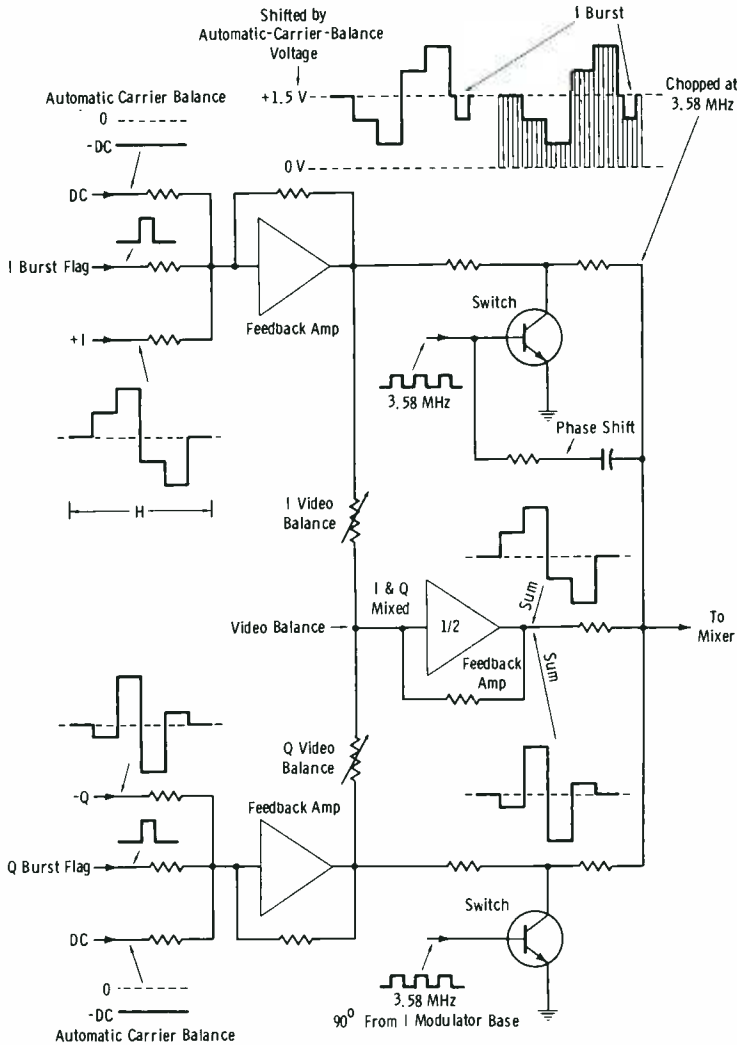 Shifted by
Automatic-Carrier-Balance
Voltage
I Burst
+1.5 V
0 V
Chopped at
3.58 MHz
Automatic Carrier Balance
0
-DC
DC
I Burst Flag
+I
H
Feedback Amp
Switch
3.58 MHz
Phase Shift
I Video
Balance
I & Q
Mixed
Video Balance
1/2
Feedback
Amp
Sum
Sum
To
Mixer
Q Video
Balance
-Q
Q Burst Flag
DC
Feedback Amp
Switch
0
-DC
Automatic Carrier Balance
3.58 MHz
90° From I Modulator Base